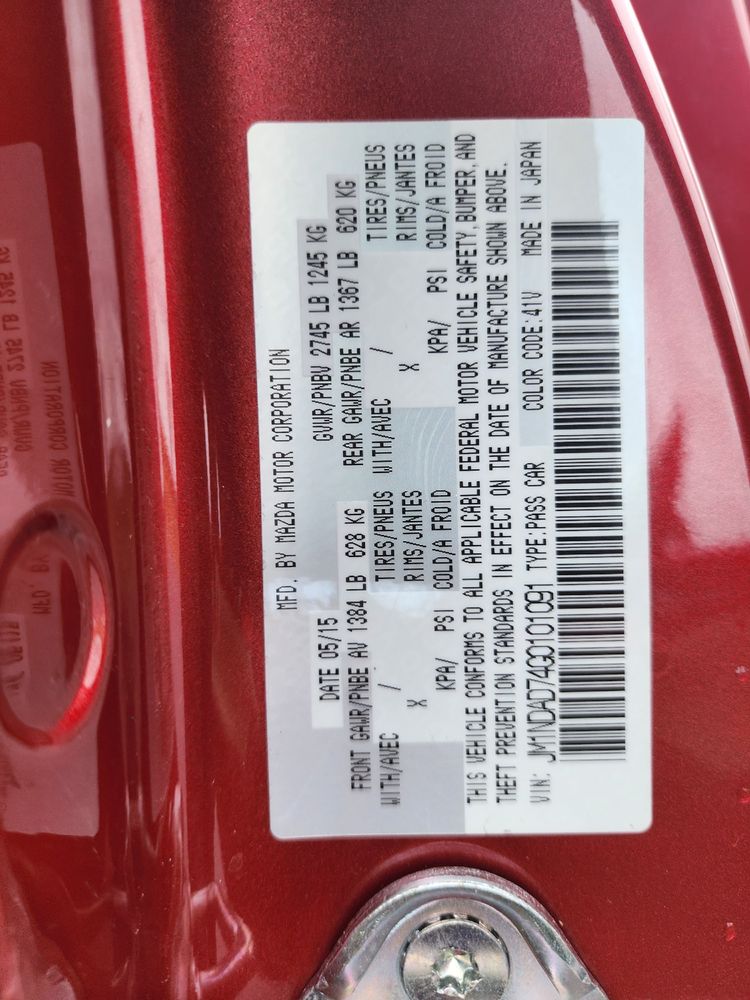 MFD. BY MAZDA MOTOR CORPORATION
DATE 05/15 GVWR/PNBV 2745 LB 1245 KG
FRONT GAWR/PNBE AV 1384 LB 628 KG REAR GAWR/PNBE AR 1367 LB 620 KG
WITH/AVEC / TIRES/PNEUS WITH/AVEC / TIRES/PNEUS
X RIMS/JANTES X RIMS/JANTES
KPA/ PSI COLD/A FROID KPA/ PSI COLD/A FROID
THIS VEHICLE CONFORMS TO ALL APPLICABLE FEDERAL MOTOR VEHICLE SAFETY, BUMPER, AND
THEFT PREVENTION STANDARDS IN EFFECT ON THE DATE OF MANUFACTURE SHOWN ABOVE.
VIN: JM1NDAD74G0101091 TYPE:PASS CAR COLOR CODE:41V MADE IN JAPAN